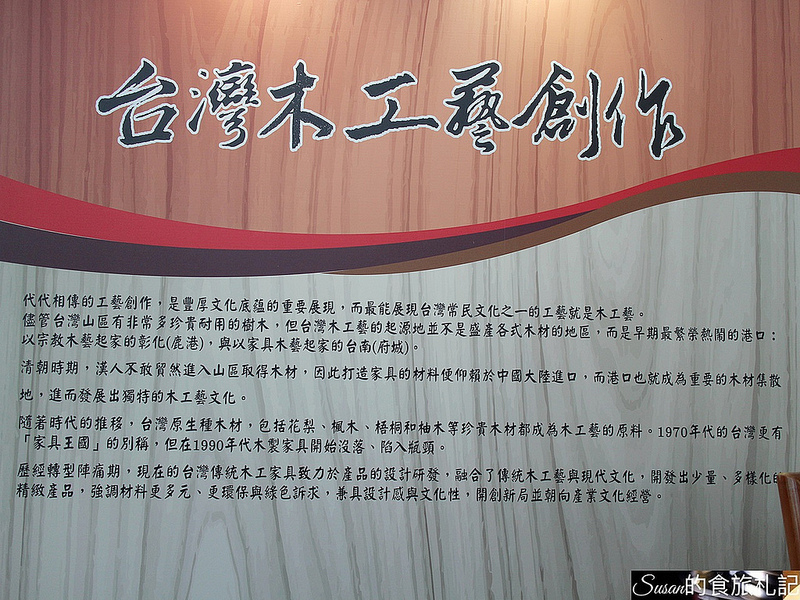 台灣木工藝創作
代代相傳的工藝創作，是豐厚文化底蘊的重要展現，而最能展現台灣常民文化之一的工藝就是木工藝。
儘管台灣山區有非常多珍貴耐用的樹木，但台灣木工藝的起源地並不是盛產各式木材的地區，而是早期最繁榮熱鬧的港口：
以宗教木藝起家的彰化(鹿港)，與以家具木藝起家的台南(府城)。
清朝時期，漢人不敢貿然進入山區取得木材，因此打造家具的材料便仰賴於中國大陸進口，而港口也就成為重要的木材集散
地，進而發展出獨特的木工藝文化。
隨著時代的推移，台灣原生種木材，包括花梨、楓木、梧桐和柚木等珍貴木材都成為木工藝的原料。1970年代的台灣更有
「家具王國」的別稱，但在1990年代木製家具開始沒落、陷入瓶頸。
歷經轉型陣痛期，現在的台灣傳統木工家具致力於產品的設計研發，融合了傳統木工藝與現代文化，開發出少量、多樣化的
精緻產品，強調材料更多元、更環保與綠色訴求，兼具設計感與文化性，開創新局並朝向產業文化經營。
Susan的食旅札記